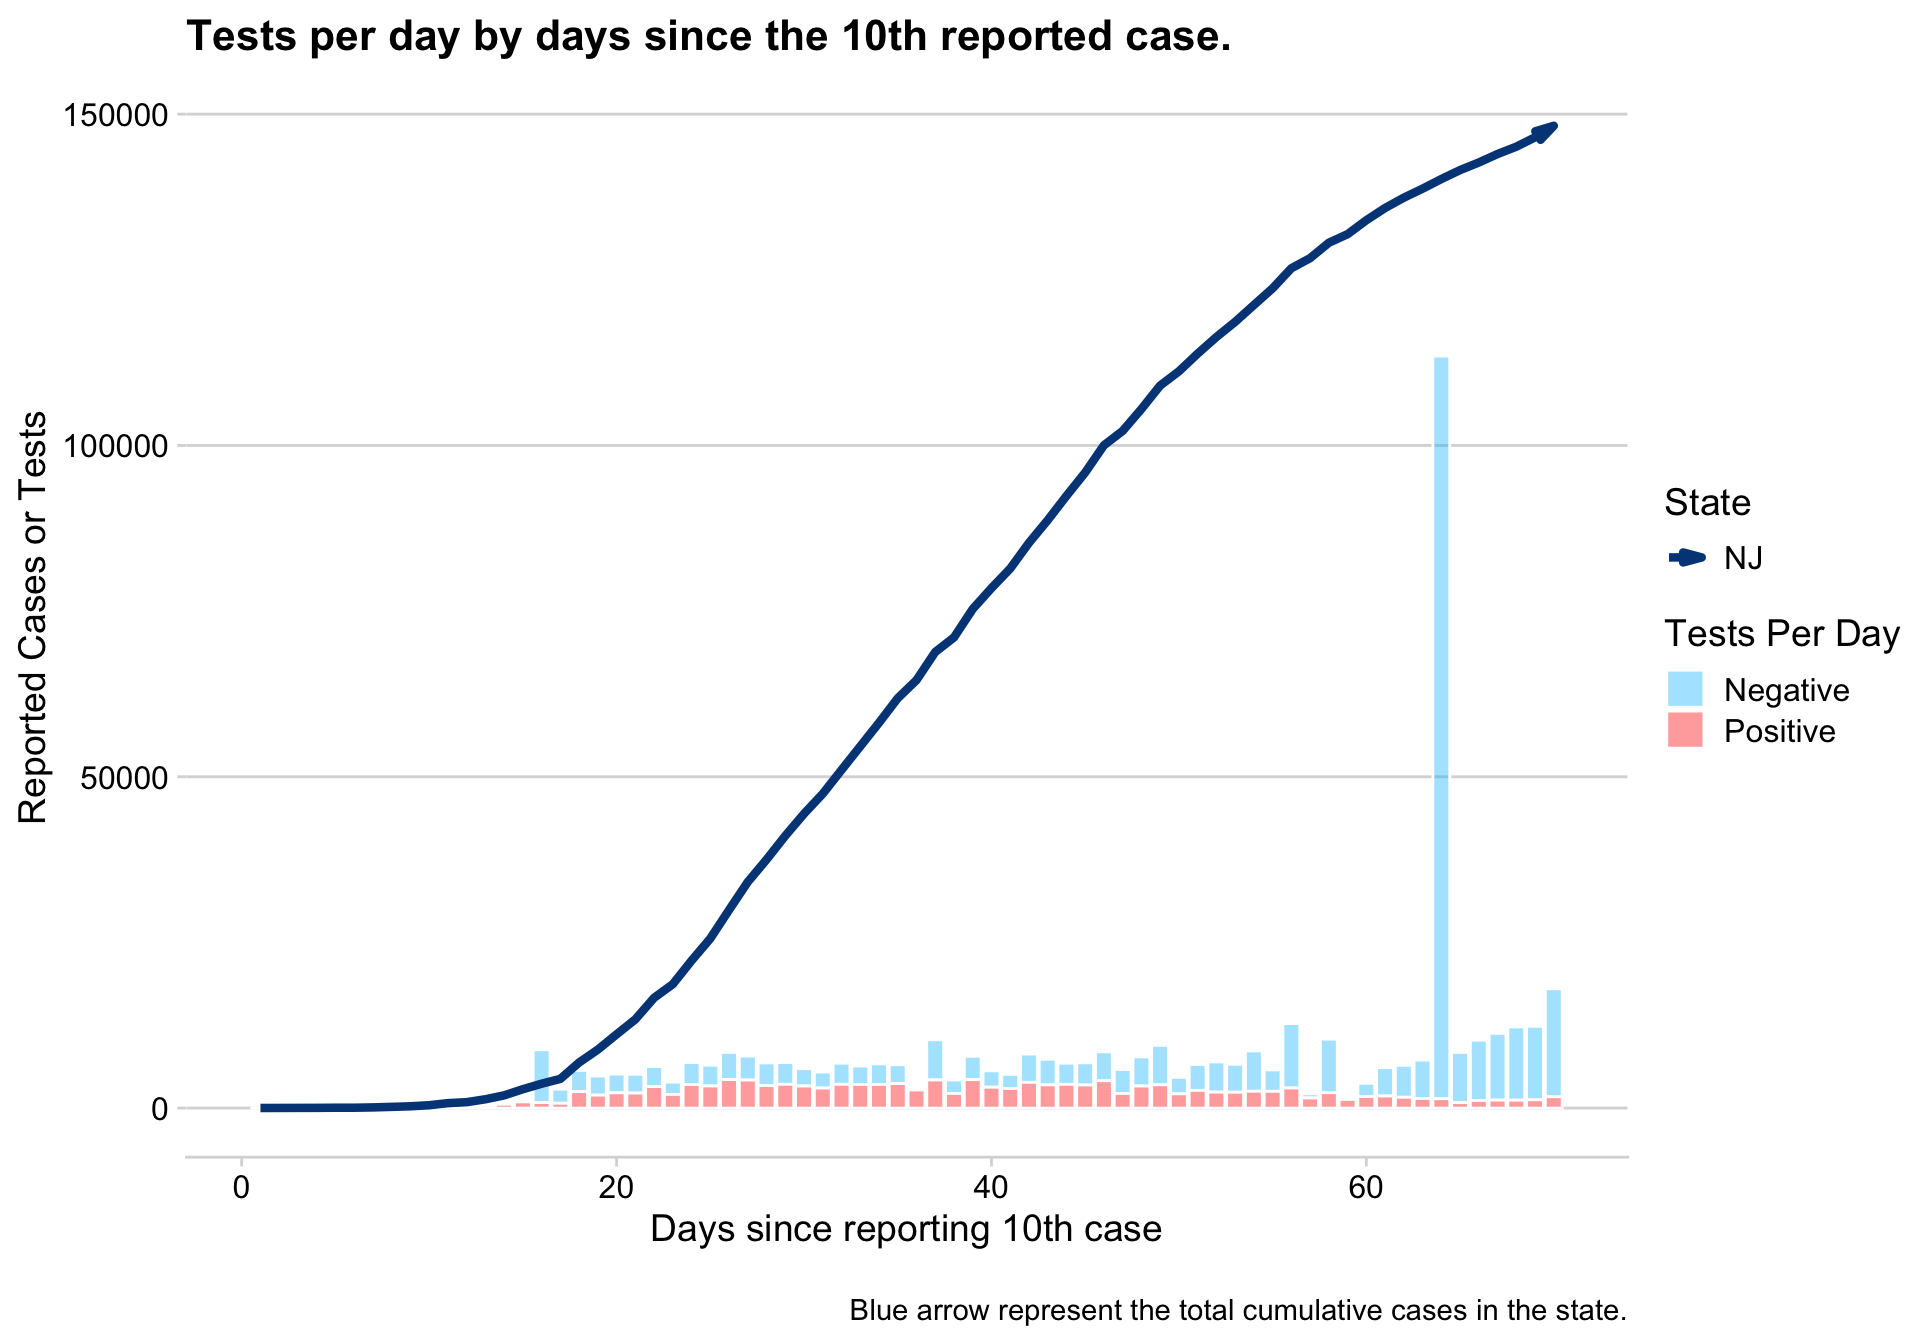 Tests per day by days since the 10th reported case.
150000
100000
50000
0
Reported Cases or Tests
0 20 40 60
Days since reporting 10th case
State
NJ
Tests Per Day
Negative
Positive
Blue arrow represent the total cumulative cases in the state.